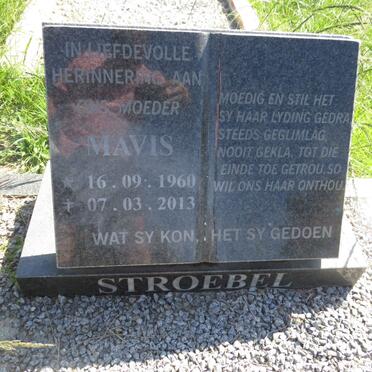 IN LIEFDEVOLLE
HERINNERING AAN
ONS MOEDER
MAVIS
* 16. 09. 1960
† 07. 03. 2013
MOEDIG EN STIL HET
SY HAAR LYDING GEDRA
STEEDS GEGLIMLAG,
NOOIT GEKLA, TOT DIE
EINDE TOE GETROU. SO
WIL ONS HAAR ONTHOU.
WAT SY KON, HET SY GEDOEN
STROEBEL